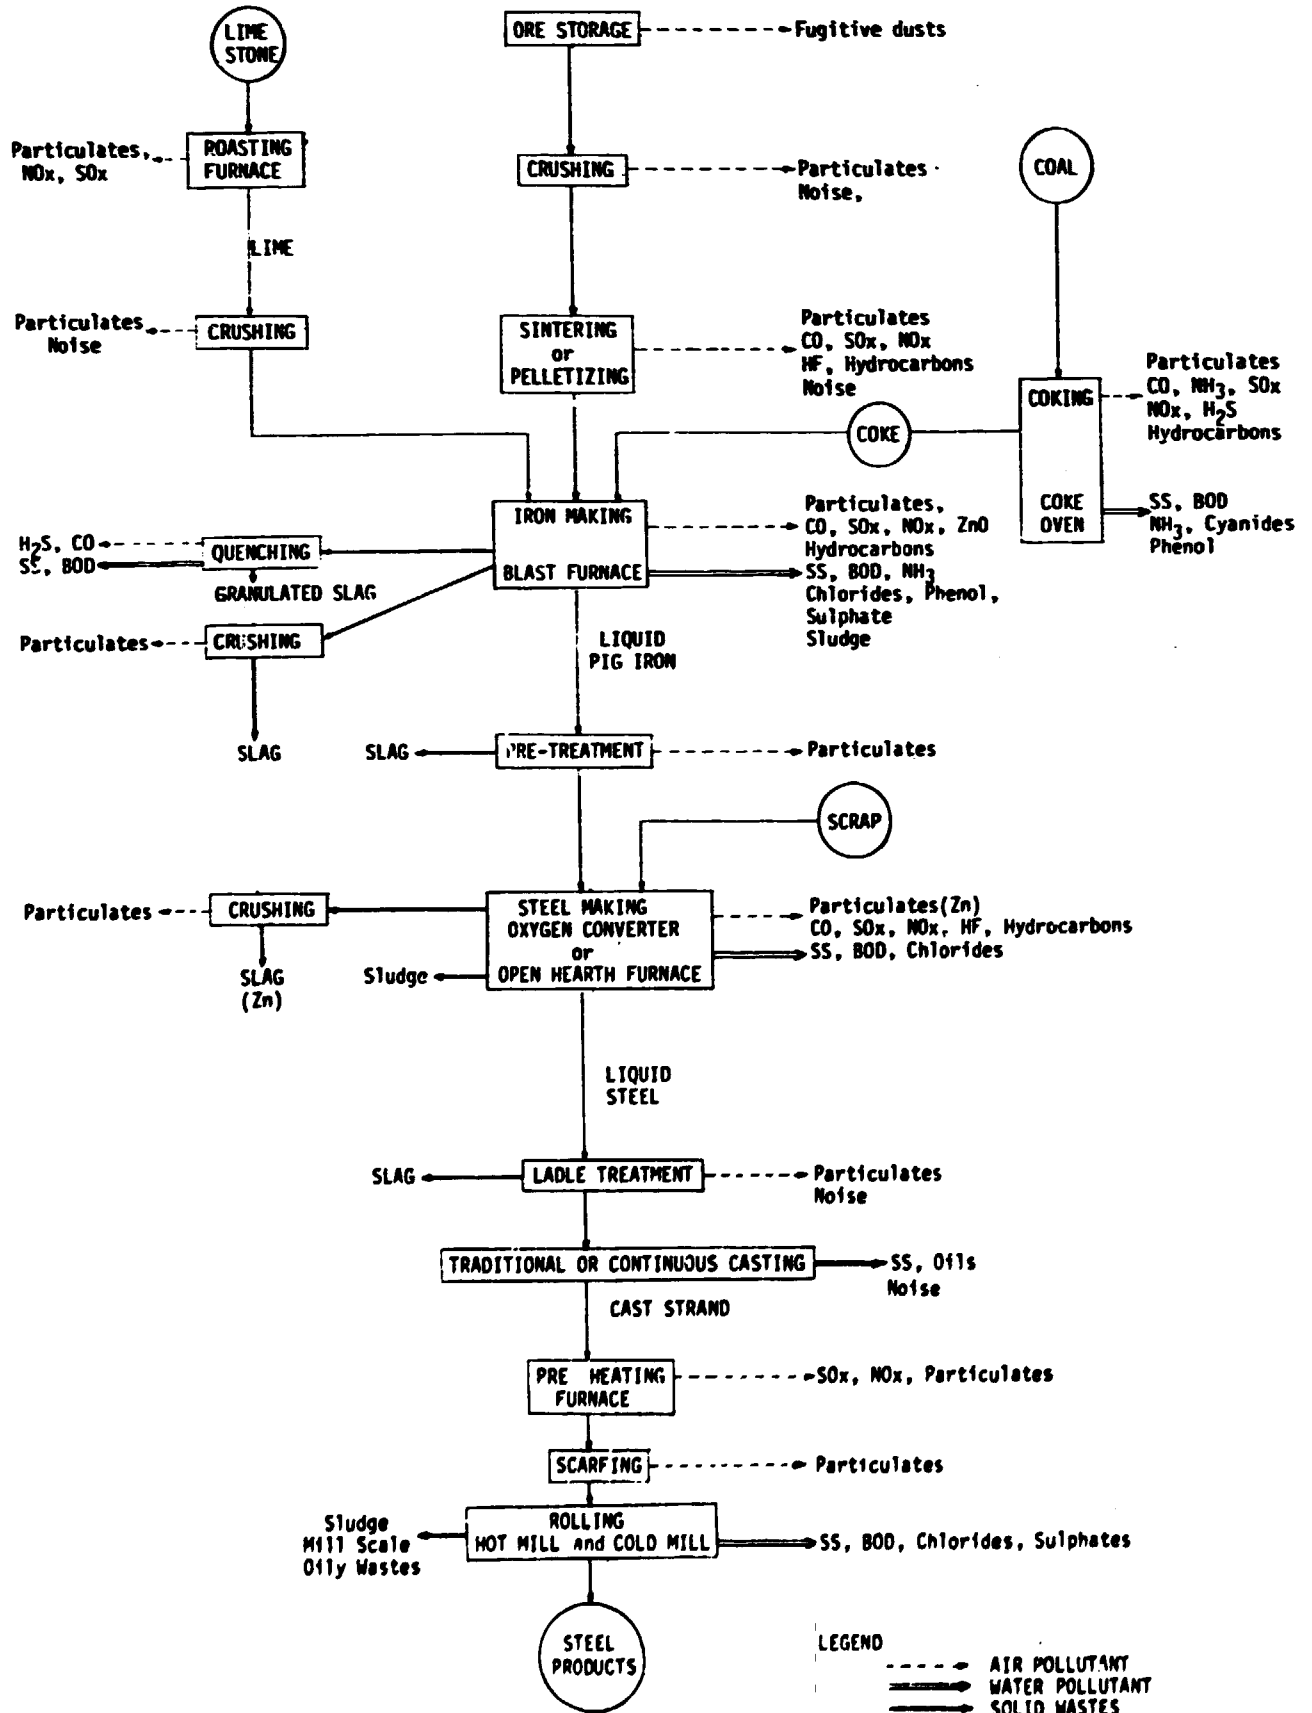 LIME
STONE
ORE STORAGE
Fugitive dusts
Particulates,
NOx, SOx
ROASTING
FURNACE
CRUSHING
Particulates
Noise,
COAL
LIME
Particulates
Noise
CRUSHING
SINTERING
or
PELLETIZING
Particulates
CO, SOx, NOx
HF, Hydrocarbons
Noise
COKING
Particulates
CO, NH3, SOx
NOx, H2S
Hydrocarbons
COKE
COKE
OVEN
SS, BOD
NH3, Cyanides
Phenol
IRON MAKING
BLAST FURNACE
Particulates,
CO, SOx, NOx, ZnO
Hydrocarbons
SS, BOD, NH3
Chlorides, Phenol,
Sulphate
Sludge
H2S, CO
SS, BOD
QUENCHING
GRANULATED SLAG
Particulates
CRUSHING
SLAG
LIQUID
PIG IRON
SLAG
PRE-TREATMENT
Particulates
SCRAP
Particulates
CRUSHING
SLAG
(Zn)
STEEL MAKING
OXYGEN CONVERTER
or
OPEN HEARTH FURNACE
Sludge
Particulates(Zn)
CO, SOx, NOx, HF, Hydrocarbons
SS, BOD, Chlorides
LIQUID
STEEL
SLAG
LADLE TREATMENT
Particulates
Noise
TRADITIONAL OR CONTINUOUS CASTING
SS, Oils
Noise
CAST STRAND
PRE HEATING
FURNACE
SOx, NOx, Particulates
SCARFING
Particulates
Sludge
Mill Scale
Oily Wastes
ROLLING
HOT MILL and COLD MILL
SS, BOD, Chlorides, Sulphates
STEEL
PRODUCTS
LEGEND
AIR POLLUTANT
WATER POLLUTANT
SOLID WASTES